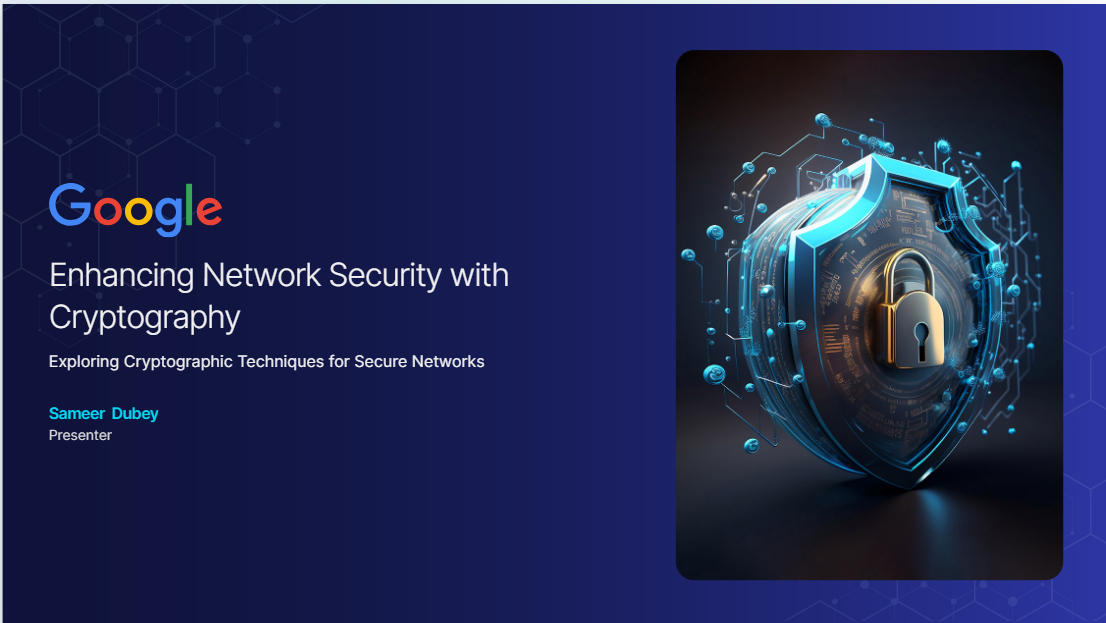 Google
Enhancing Network Security with
Cryptography
Exploring Cryptographic Techniques for Secure Networks
Sameer Dubey
Presenter